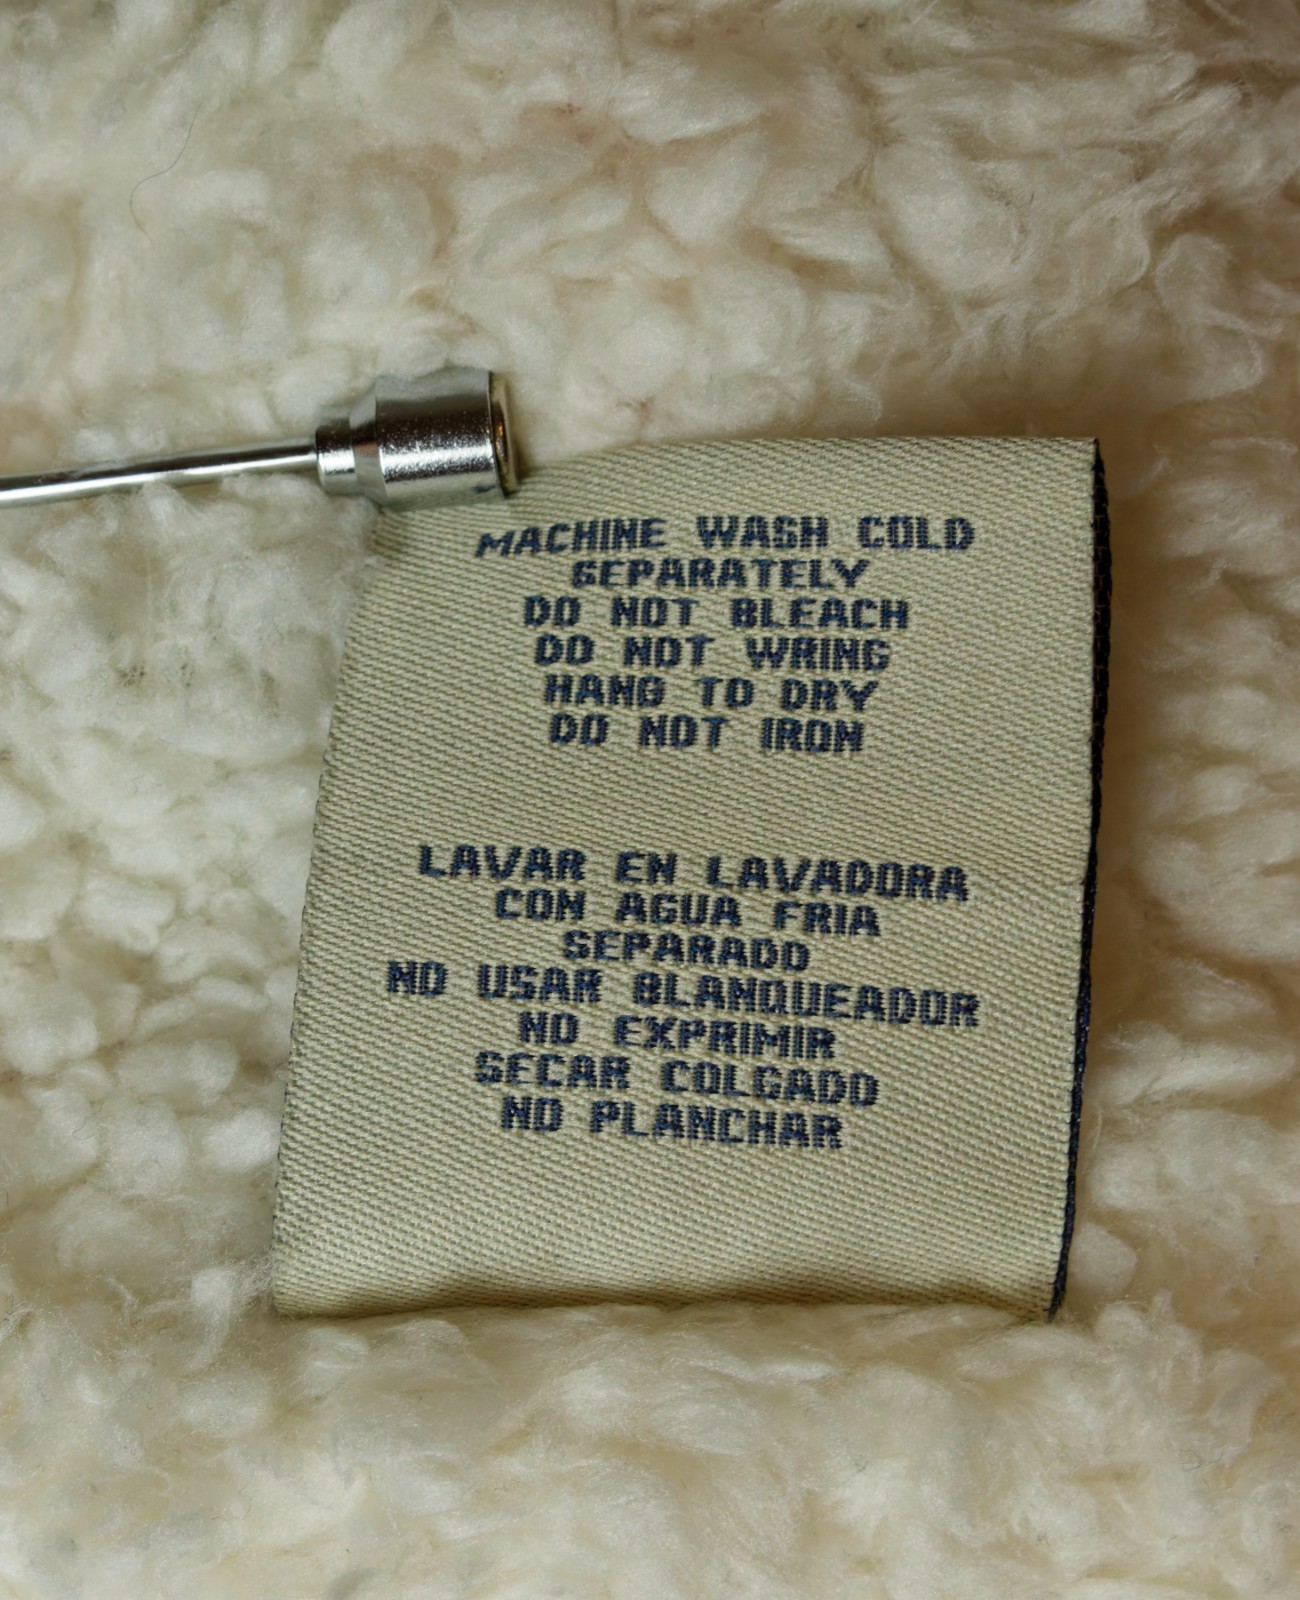 MACHINE WASH COLD
SEPARATELY
DO NOT BLEACH
DO NOT WRING
HANG TO DRY
DO NOT IRON
LAVAR EN LAVADORA
CON AGUA FRIA
SEPARADO
NO USAR BLANQUEADOR
NO EXPRIMIR
SECAR COLGADO
NO PLANCHAR